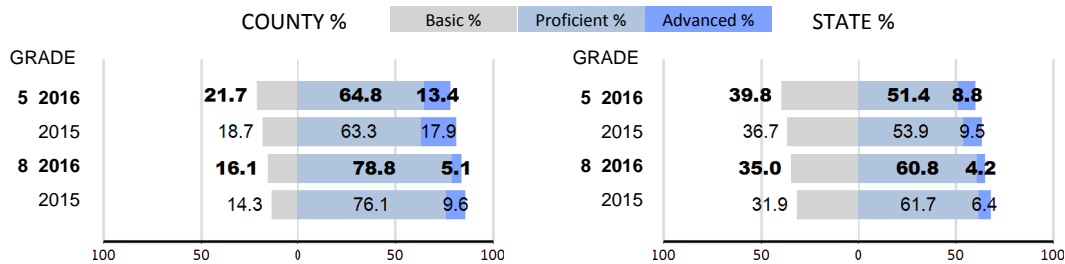 COUNTY % Basic % Proficient % Advanced % STATE %
GRADE GRADE
5 2016 21.7 64.8 13.4 5 2016 39.8 51.4 8.8
2015 18.7 63.3 17.9 2015 36.7 53.9 9.5
8 2016 16.1 78.8 5.1 8 2016 35.0 60.8 4.2
2015 14.3 76.1 9.6 2015 31.9 61.7 6.4
100 50 0 50 100 100 50 0 50 100